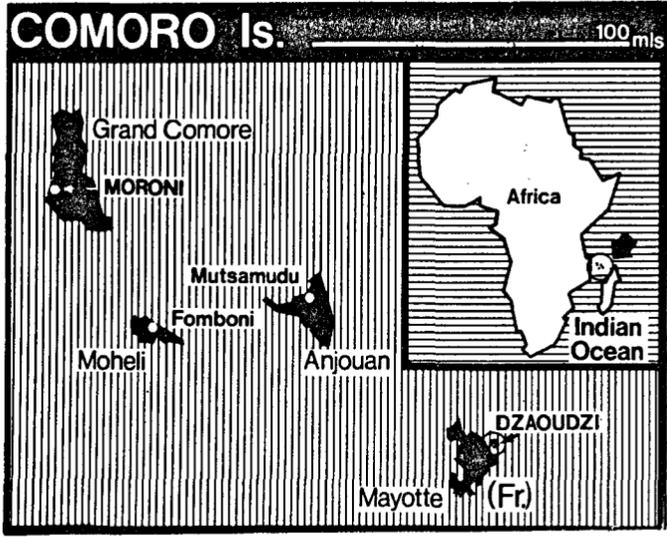 COMORO Is.
100 mls
Grand Comore
MORONI
Africa
Mutsamudu
Fomboni
Moheli
Anjouan
Indian
Ocean
DZAOUDZI
Mayotte (Fr.)